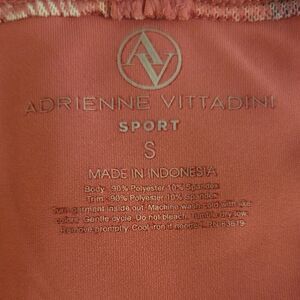 AV
ADRIENNE VITTADINI
SPORT
S
MADE IN INDONESIA
Body: 90% Polyester 10% Spandex
Trim: 90% Polyester 10% Spandex
Turn garment inside out. Machine wash cold with like
colors. Gentle cycle. Do not bleach. Tumble dry low.
Remove promptly. Cool iron if needed.